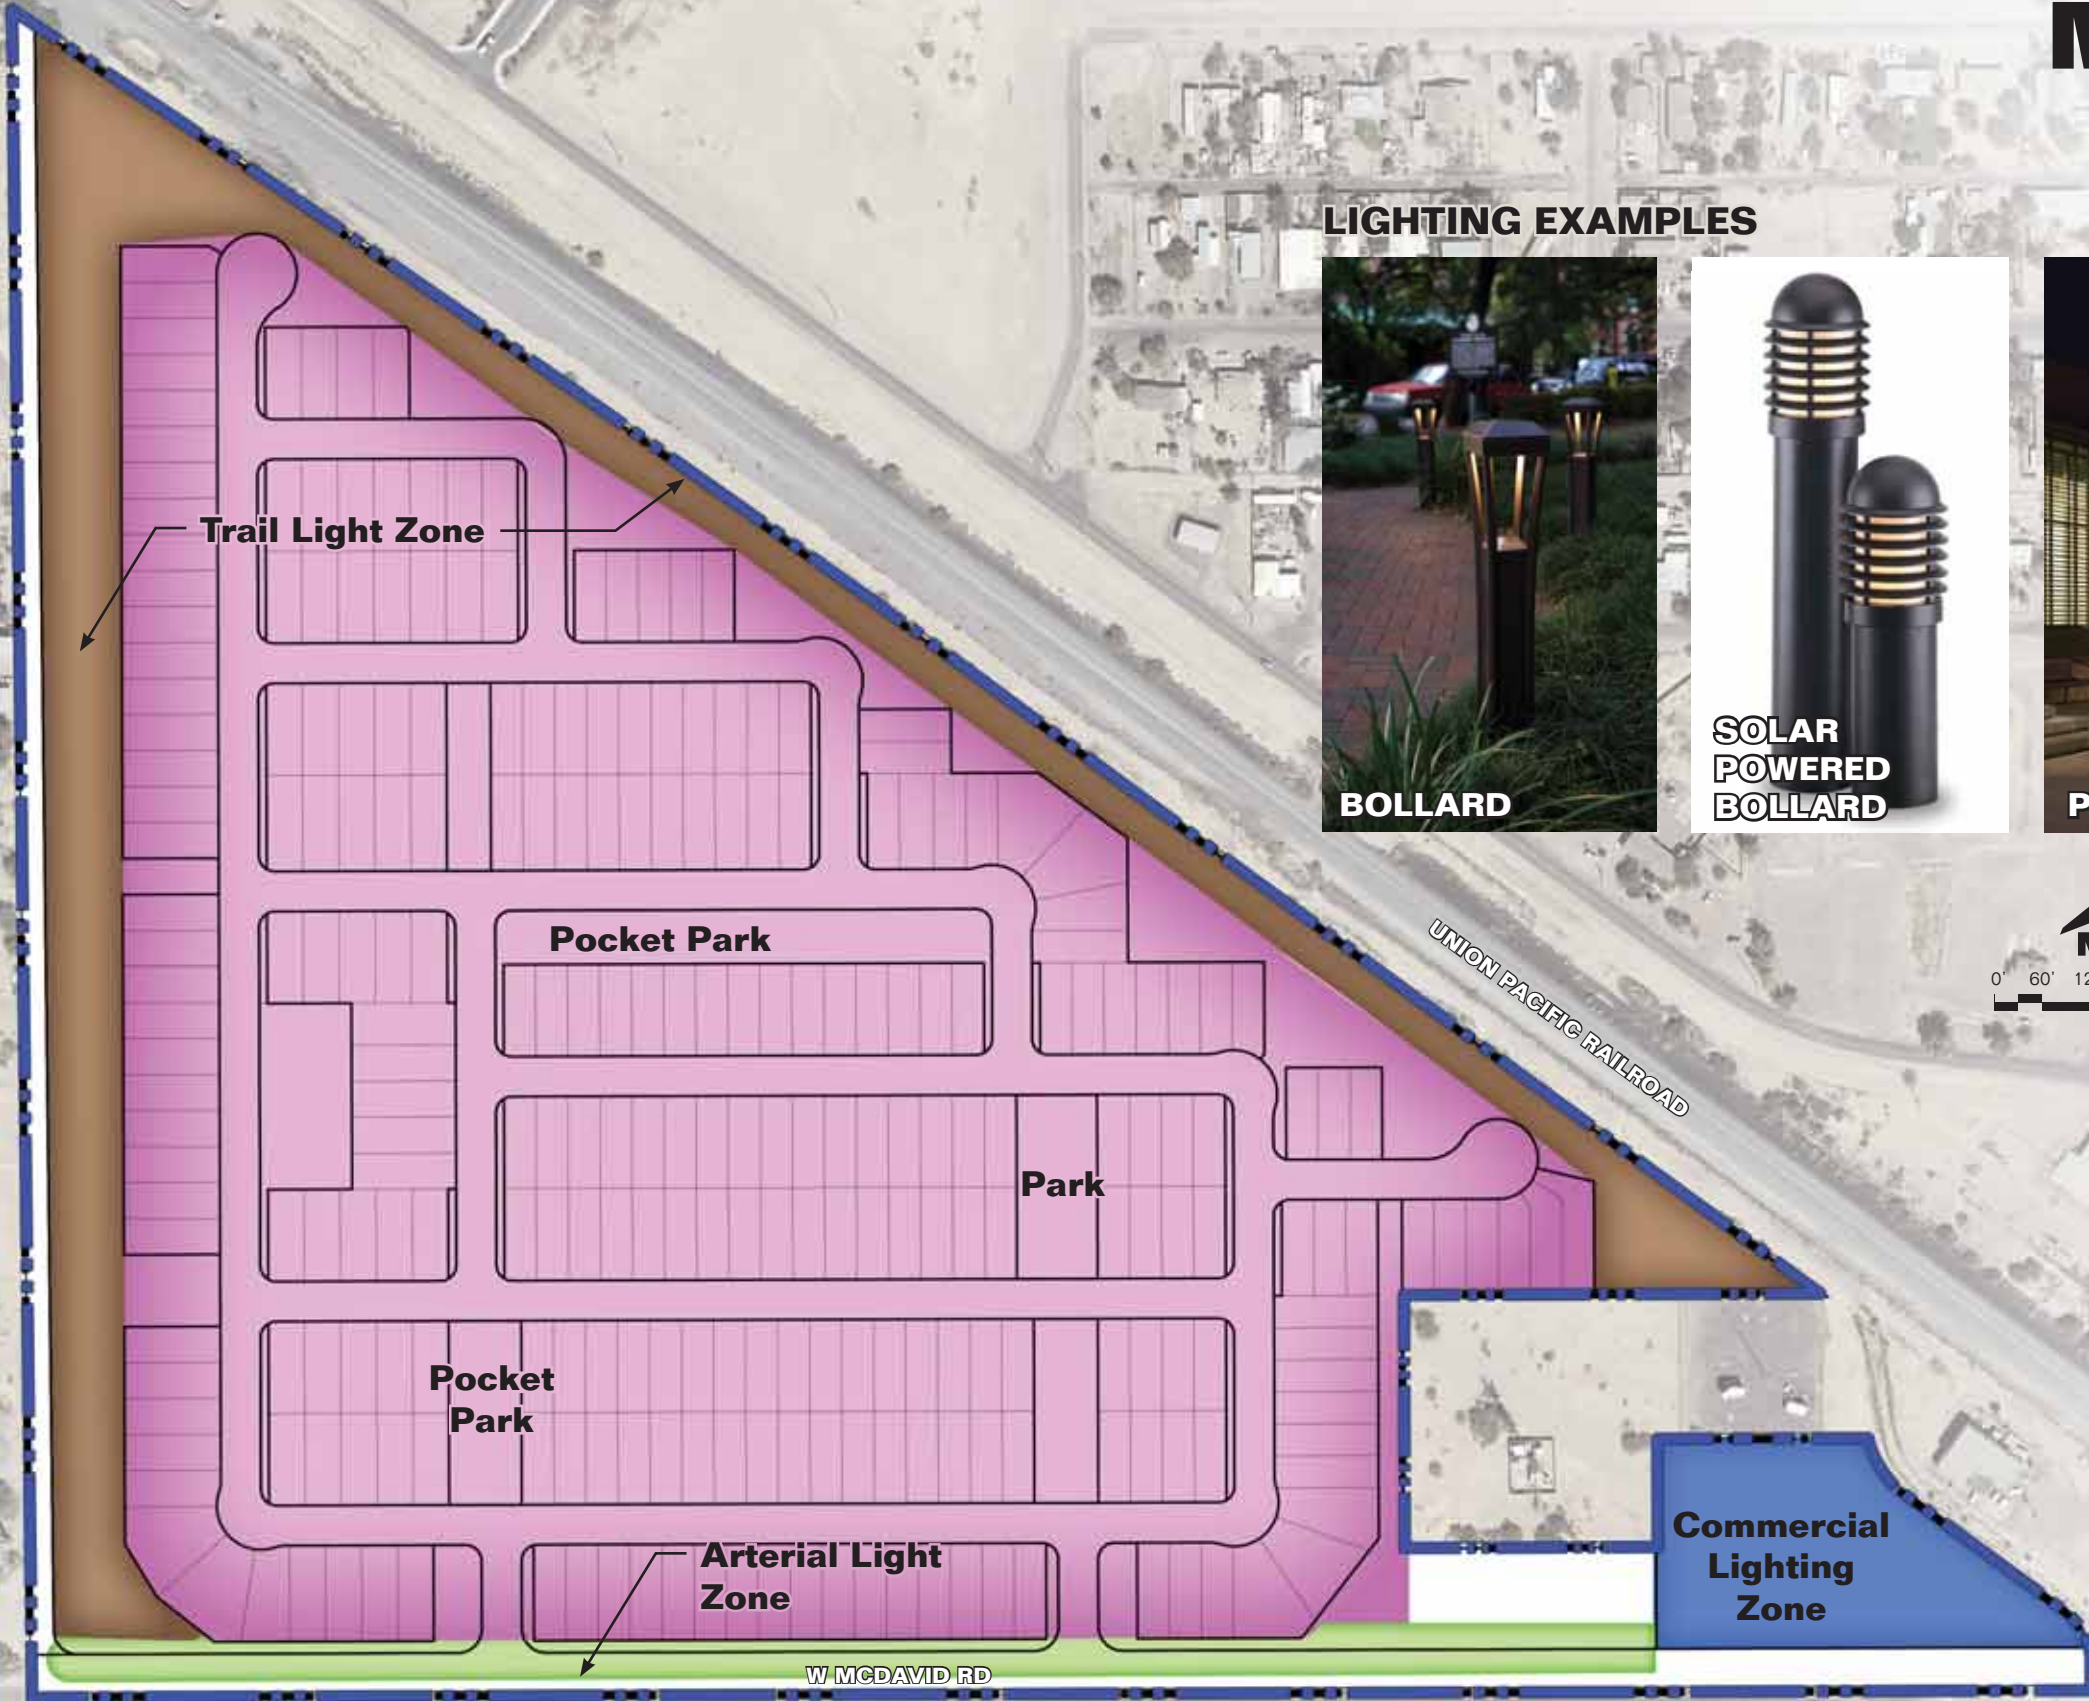 LIGHTING EXAMPLES
BOLLARD
SOLAR
POWERED
BOLLARD
Trail Light Zone
Pocket Park
UNION PACIFIC RAILROAD
0' 60'
Park
Pocket
Park
Arterial Light
Zone
Commercial
Lighting
Zone
W MCDAVID RD